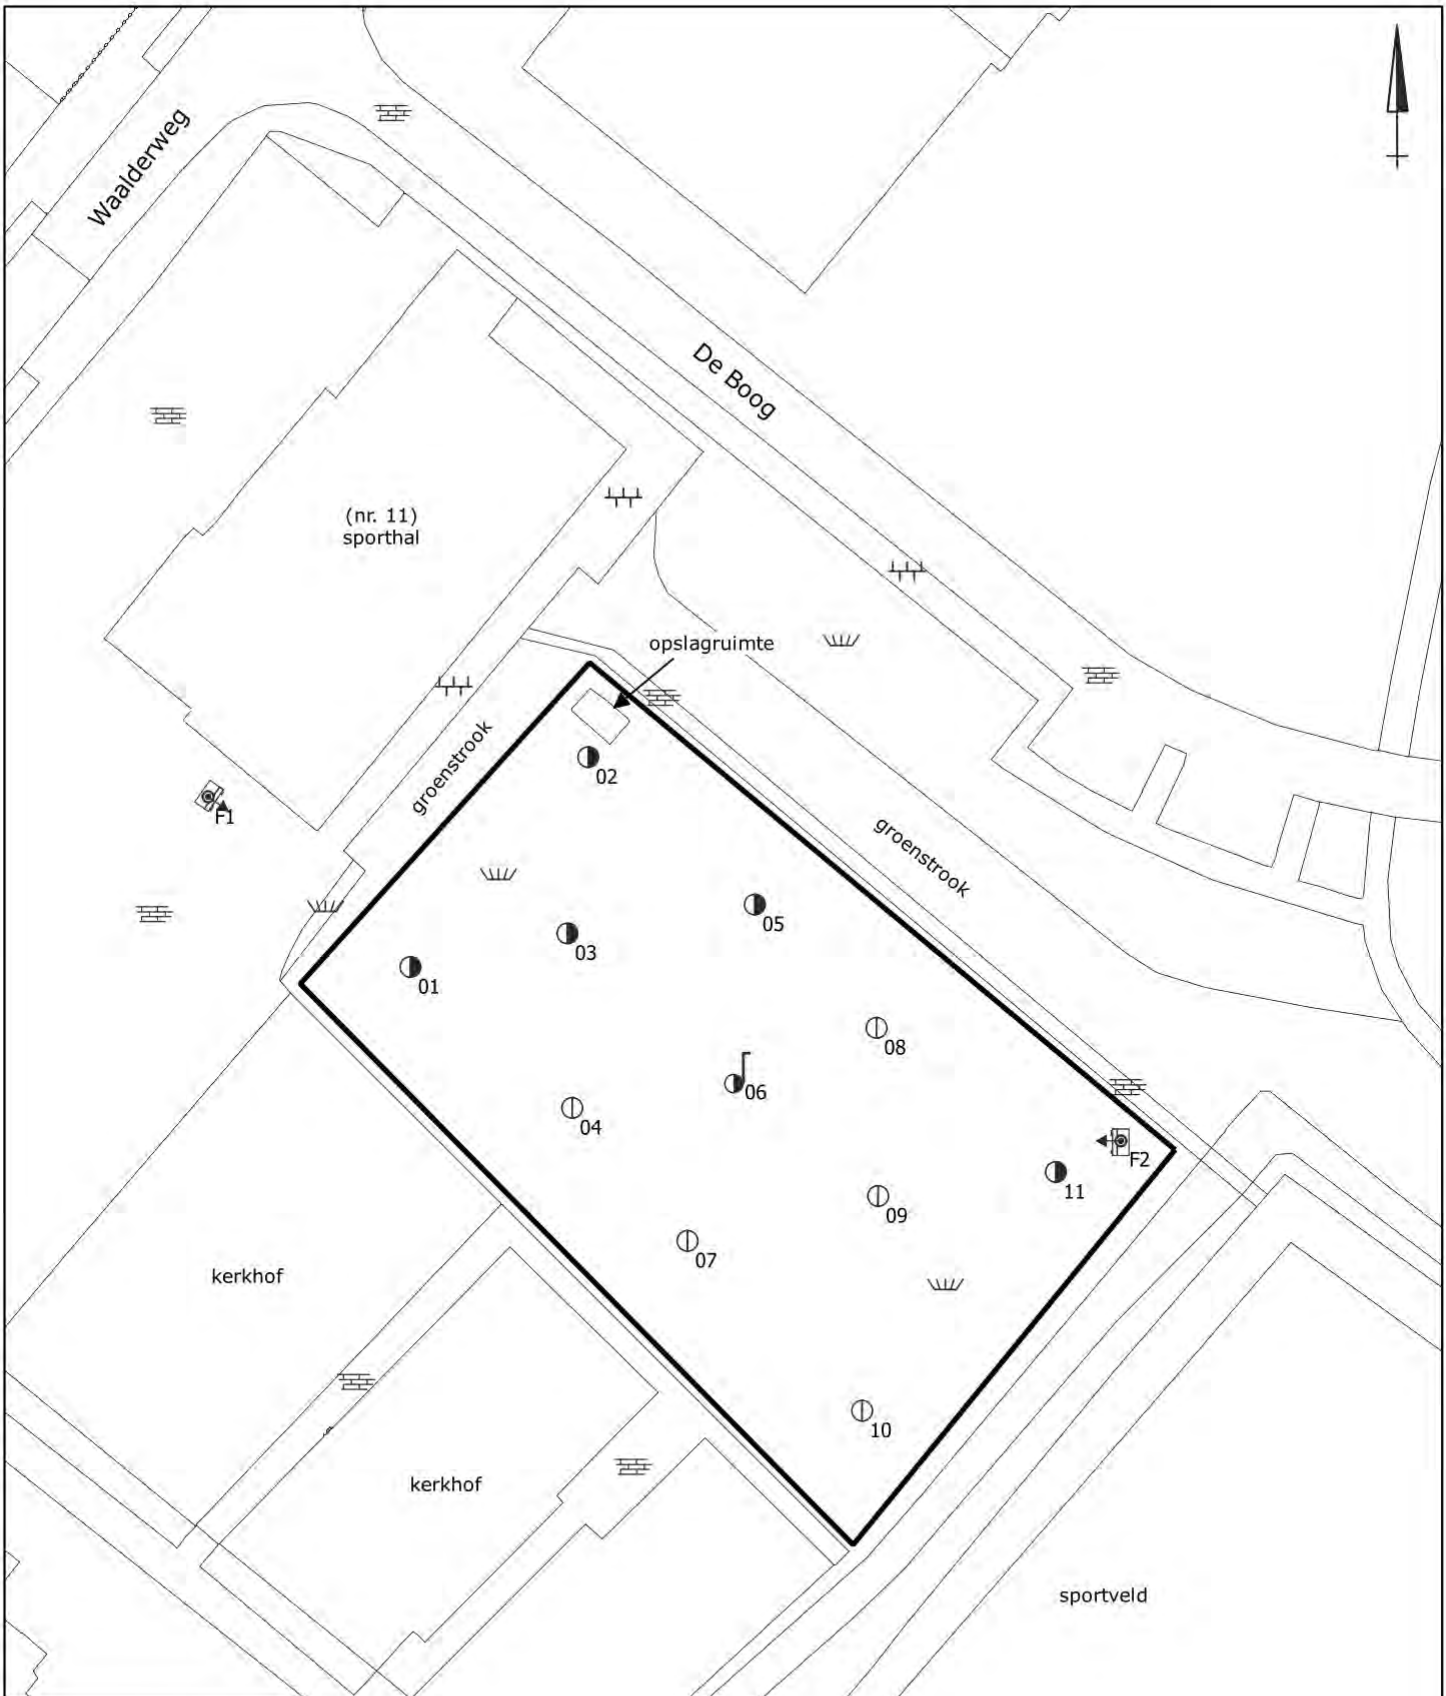 Waalderweg
De Boog
(nr. 11)
sporthal
opslagruimte
groenstrook
02
F1
groenstrook
05
03
01
08
06
04
F2
11
09
07
kerkhof
10
kerkhof
sportveld